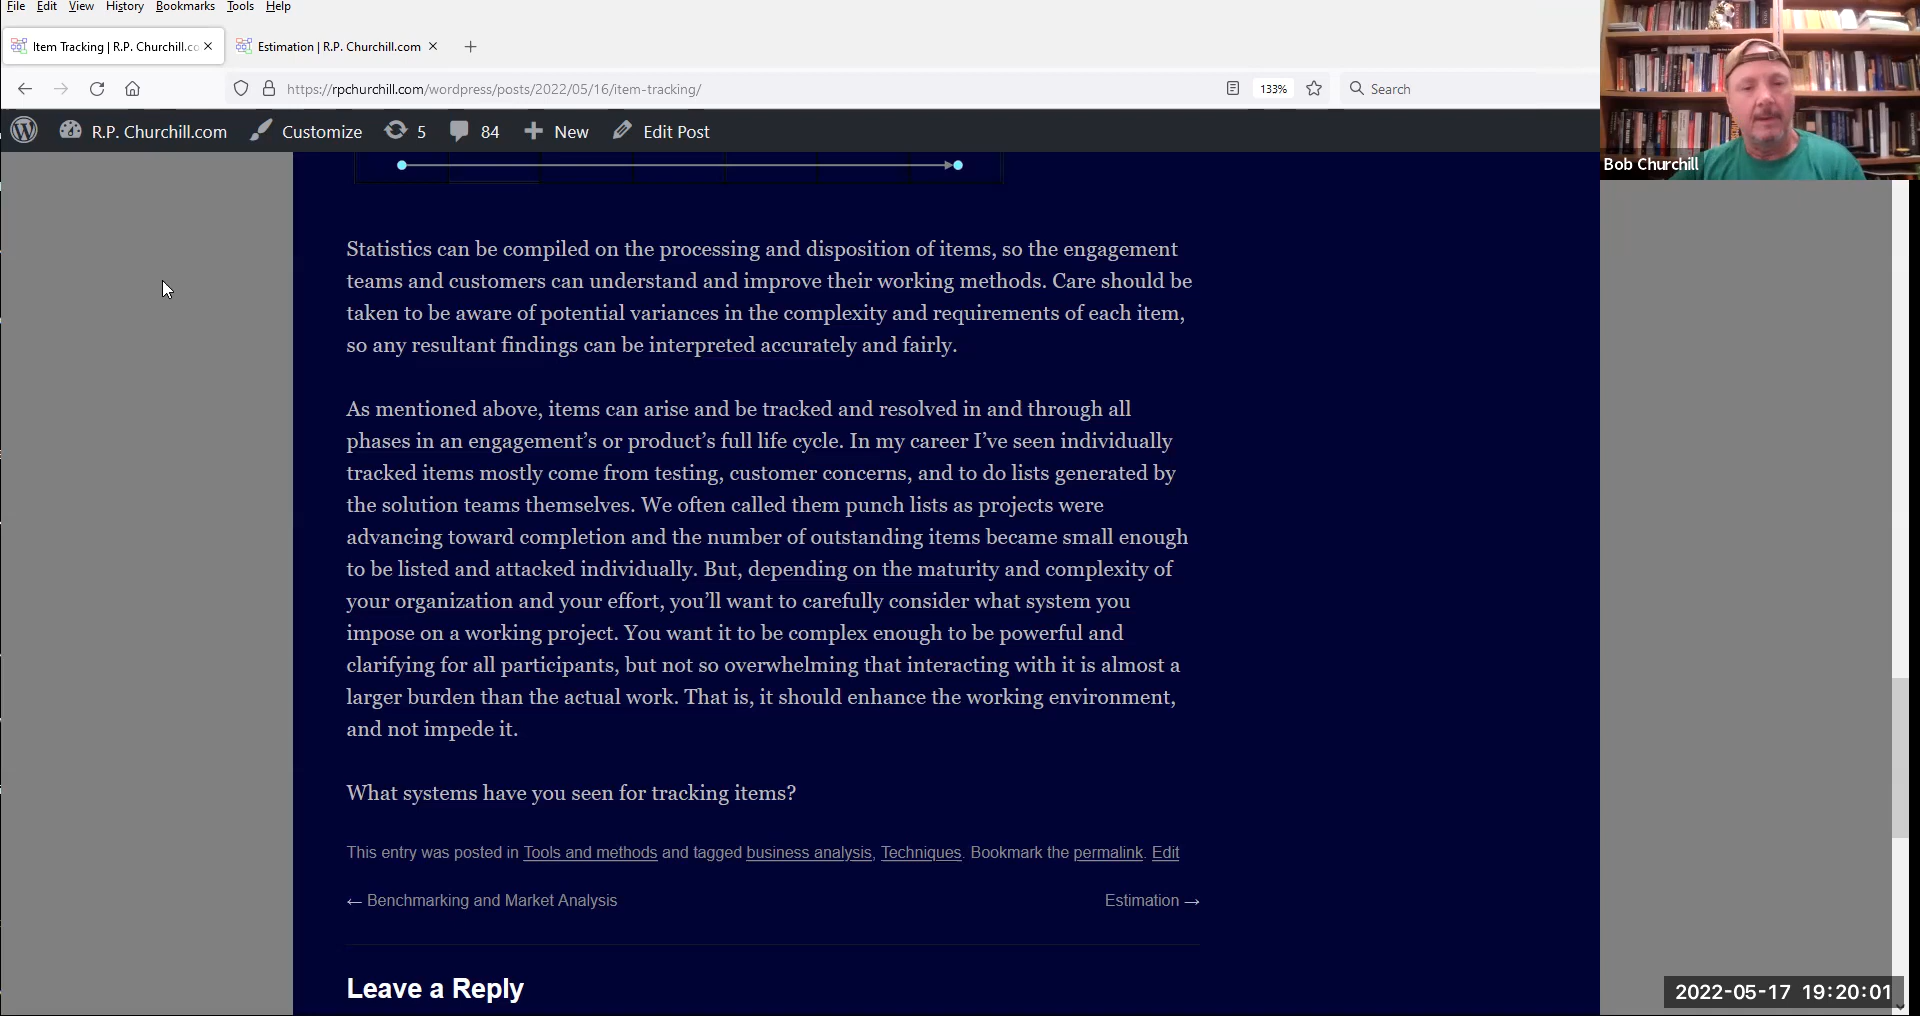 File Edit View History Bookmarks Tools Help
Item Tracking | R.P. Churchill.co
Estimation | R.P. Churchill.com
https://rpchurchill.com/wordpress/posts/2022/05/16/item-tracking/
133%
Search
R.P. Churchill.com Customize 5 84 New Edit Post
Bob Churchill
Statistics can be compiled on the processing and disposition of items, so the engagement
teams and customers can understand and improve their working methods. Care should be
taken to be aware of potential variances in the complexity and requirements of each item,
so any resultant findings can be interpreted accurately and fairly.
As mentioned above, items can arise and be tracked and resolved in and through all
phases in an engagement’s or product’s full life cycle. In my career I’ve seen individually
tracked items mostly come from testing, customer concerns, and to do lists generated by
the solution teams themselves. We often called them punch lists as projects were
advancing toward completion and the number of outstanding items became small enough
to be listed and attacked individually. But, depending on the maturity and complexity of
your organization and your effort, you’ll want to carefully consider what system you
impose on a working project. You want it to be complex enough to be powerful and
clarifying for all participants, but not so overwhelming that interacting with it is almost a
larger burden than the actual work. That is, it should enhance the working environment,
and not impede it.
What systems have you seen for tracking items?
This entry was posted in Tools and methods and tagged business analysis, Techniques. Bookmark the permalink. Edit
← Benchmarking and Market Analysis
Estimation →
Leave a Reply
2022-05-17 19:20:01